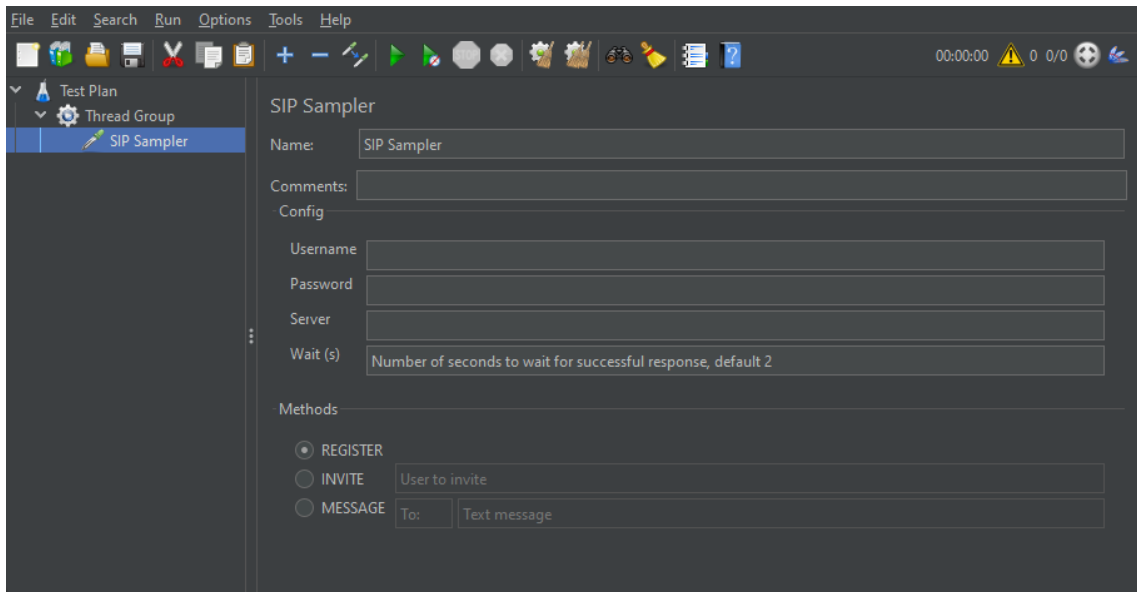 File Edit Search Run Options Tools Help
STOP 00:00:00 0 0/0
Test Plan
Thread Group
SIP Sampler
SIP Sampler
Name: SIP Sampler
Comments:
Config
Username
Password
Server
Wait (s) Number of seconds to wait for successful response, default 2
Methods
REGISTER
INVITE User to invite
MESSAGE To: Text message